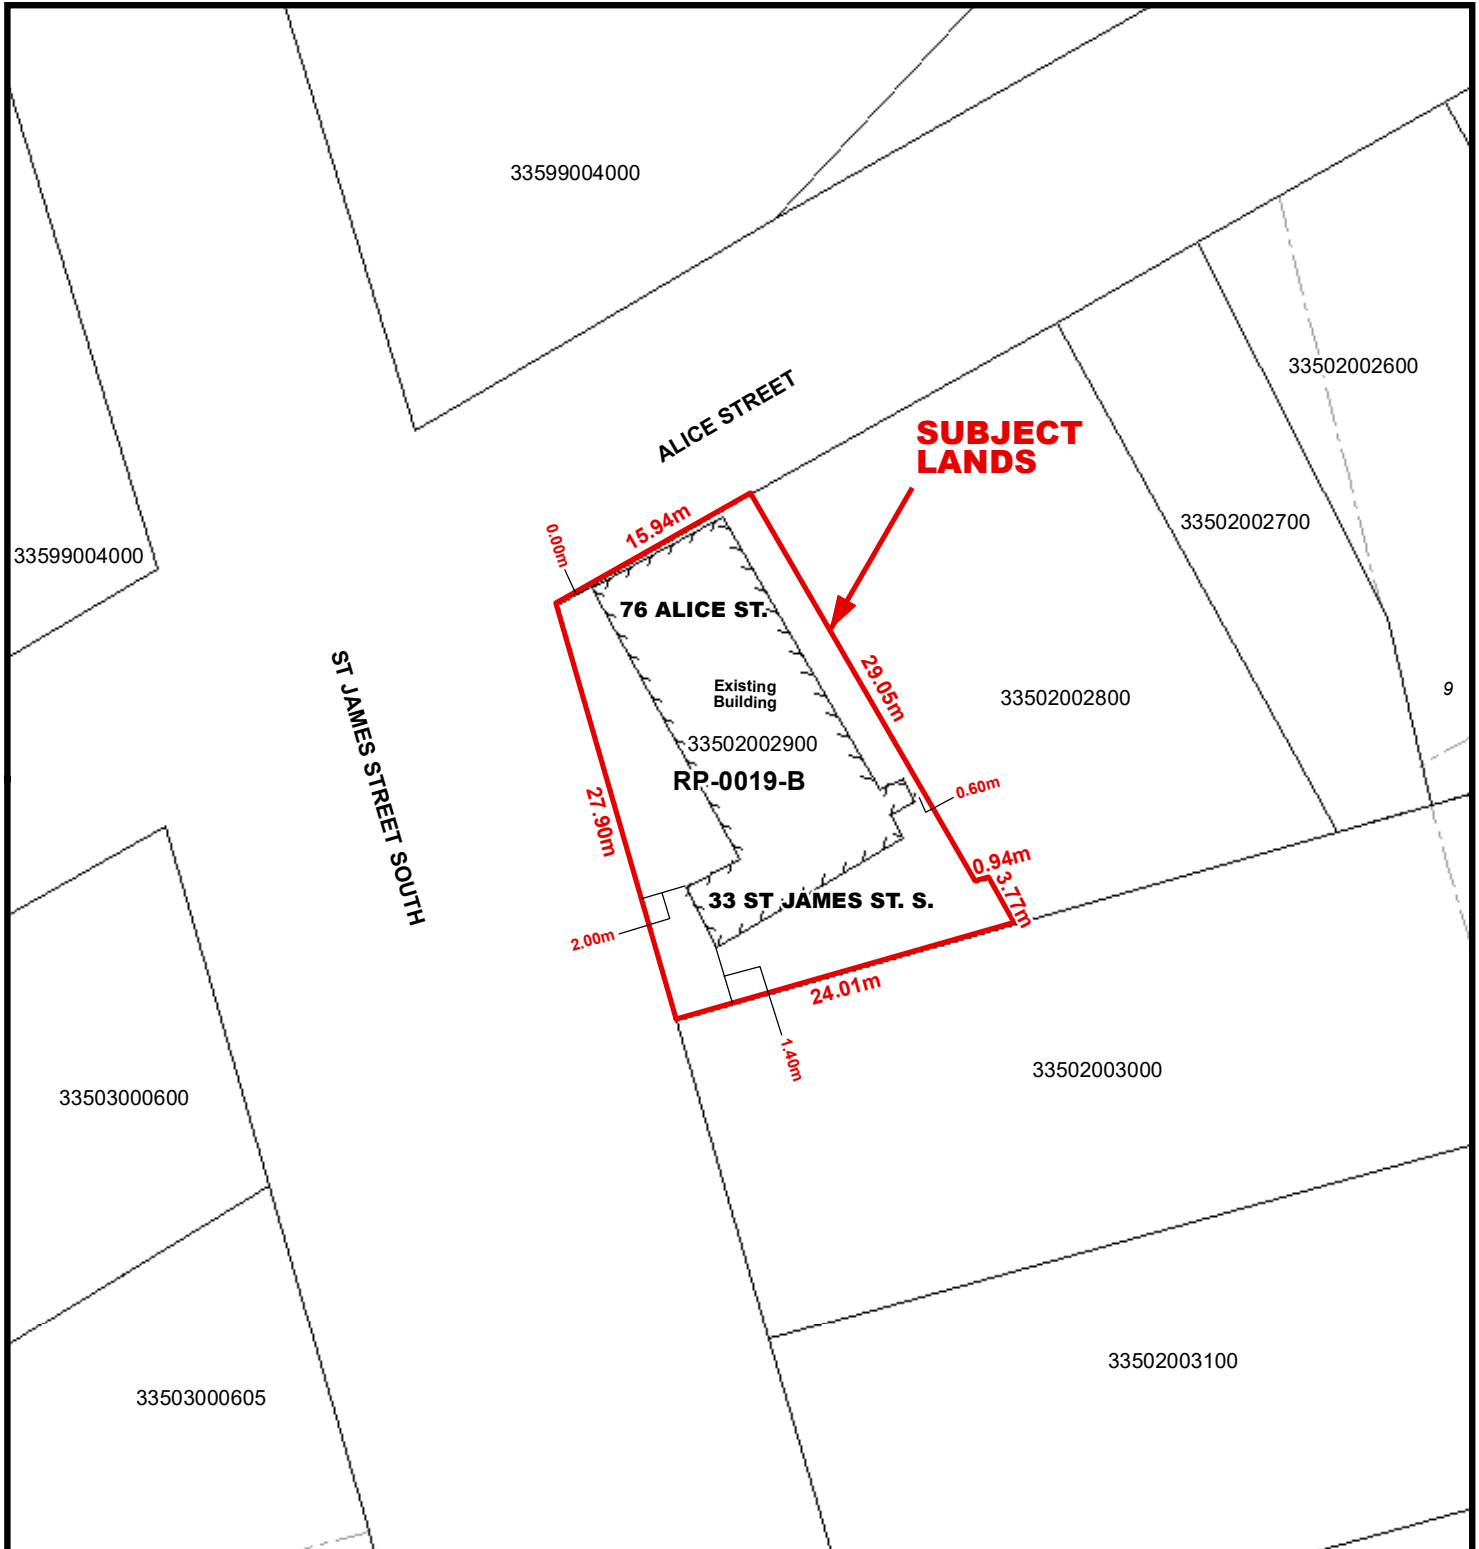 33599004000
33502002600
ALICE STREET
SUBJECT
LANDS
33502002700
15.94m
0.00m
33599004000
76 ALICE ST.
29.05m
ST JAMES STREET SOUTH
Existing
Building
33502002800
9
33502002900
RP-0019-B
0.60m
27.90m
0.94m
3.77m
33 ST JAMES ST. S.
2.00m
24.01m
1.40m
33502003000
33503000600
33502003100
33503000605